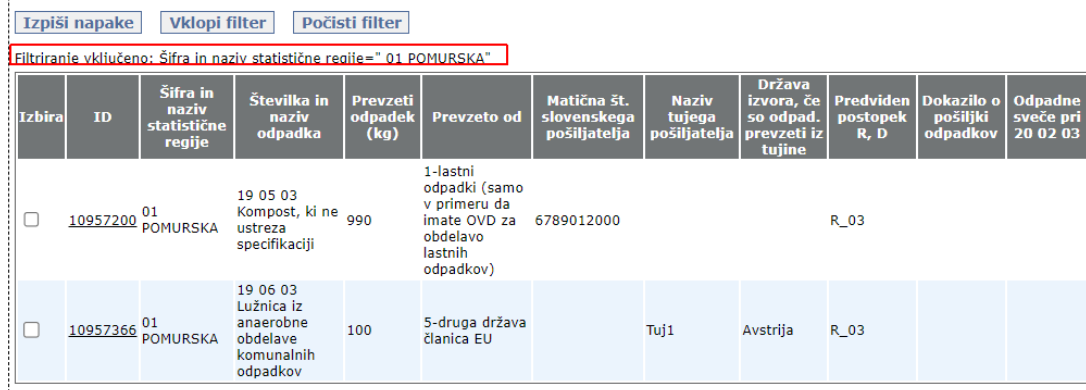 Izpiši napake Vklopi filter Počisti filter
Filtriranje vključeno: Šifra in naziv statistične regije=" 01 POMURSKA"
Izbira
ID
Šifra in
naziv
statistične
regije
Številka in
naziv
odpadka
Prevzeti
odpadek
(kg)
Prevzeto od
Matična št.
slovenskega
pošiljatelja
Naziv
tujega
pošiljatelja
Država
izvora, če
so odpad.
prevzeti iz
tujine
Predviden
postopek
R, D
Dokazilo o
pošiljki
odpadkov
Odpadne
sveče pri
20 02 03
10957200
01
POMURSKA
19 05 03
Kompost, ki ne
ustreza
specifikaciji
990
1-lastni
odpadki (samo
v primeru da
imate OVD za
obdelavo
lastnih
odpadkov)
6789012000
R_03
10957366
01
POMURSKA
19 06 03
Lužnica iz
anaerobne
obdelave
komunalnih
odpadkov
100
5-druga država
članica EU
Tuj1
Avstrija
R_03